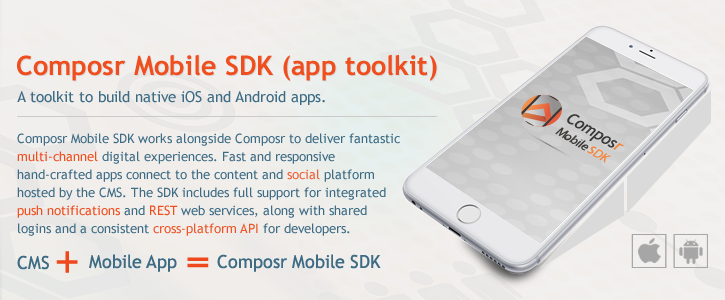 Composr Mobile SDK (app toolkit)
A toolkit to build native iOS and Android apps.
Composr Mobile SDK works alongside Composr to deliver fantastic
multi-channel digital experiences. Fast and responsive
hand-crafted apps connect to the content and social platform
hosted by the CMS. The SDK includes full support for integrated
push notifications and REST web services, along with shared
logins and a consistent cross-platform API for developers.
CMS + Mobile App = Composr Mobile SDK
Composr
Mobile SDK